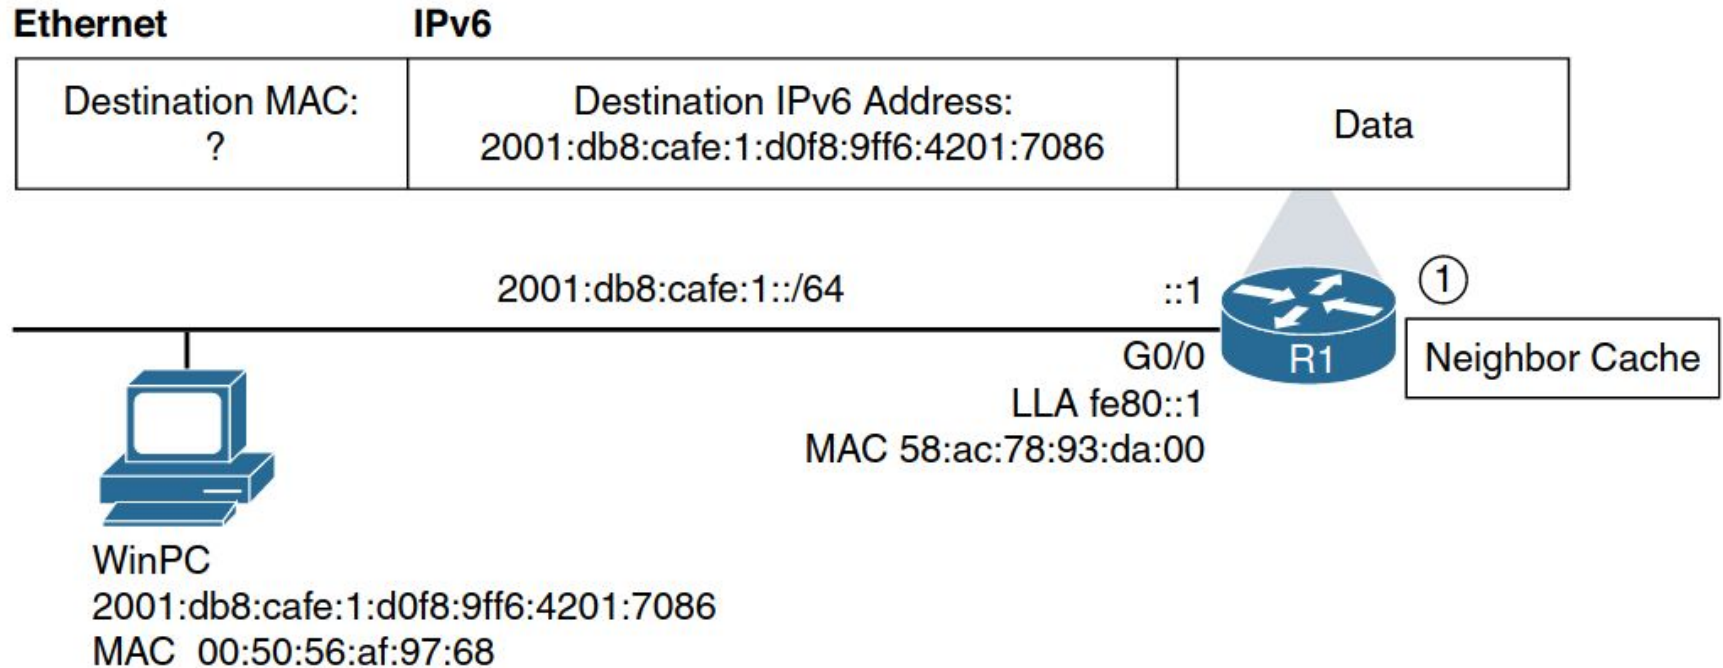 Ethernet
IPv6
Destination MAC:
?
Destination IPv6 Address:
2001:db8:cafe:1:d0f8:9ff6:4201:7086
Data
2001:db8:cafe:1::/64
::1
1
R1
Neighbor Cache
G0/0
LLA fe80::1
MAC 58:ac:78:93:da:00
WinPC
2001:db8:cafe:1:d0f8:9ff6:4201:7086
MAC 00:50:56:af:97:68